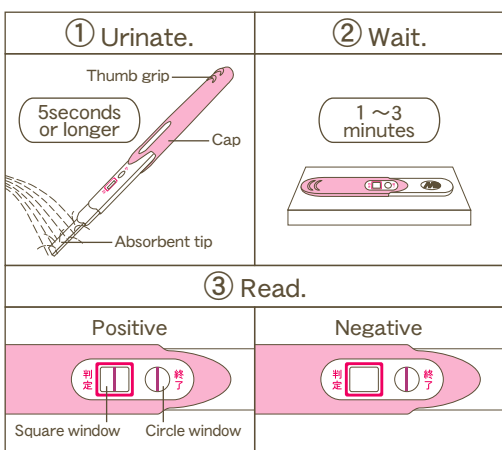 ① Urinate.
② Wait.
Thumb grip
5seconds
or longer
Cap
Absorbent tip
1～3
minutes
③ Read.
Positive
Negative
判定
終了
判定
終了
Square window
Circle window